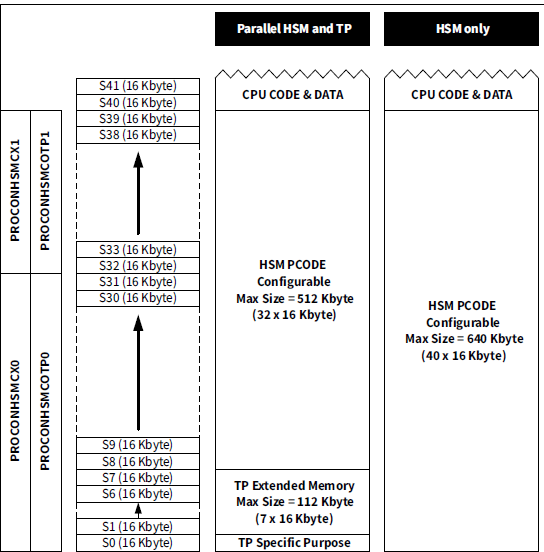 Parallel HSM and TP
HSM only
S41 (16 Kbyte)
S40 (16 Kbyte)
S39 (16 Kbyte)
S38 (16 Kbyte)
S33 (16 Kbyte)
S32 (16 Kbyte)
S31 (16 Kbyte)
S30 (16 Kbyte)
S9 (16 Kbyte)
S8 (16 Kbyte)
S7 (16 Kbyte)
S6 (16 Kbyte)
S1 (16 Kbyte)
S0 (16 Kbyte)
PROCONHSMCX1
PROCONHSMCOTP1
PROCONHSMCX0
PROCONHSMCOTP0
CPU CODE & DATA
HSM PCODE
Configurable
Max Size = 512 Kbyte
(32 x 16 Kbyte)
TP Extended Memory
Max Size = 112 Kbyte
(7 x 16 Kbyte)
TP Specific Purpose
CPU CODE & DATA
HSM PCODE
Configurable
Max Size = 640 Kbyte
(40 x 16 Kbyte)